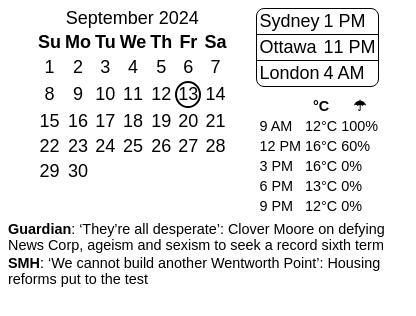 September 2024
Su Mo Tu We Th Fr Sa
1 2 3 4 5 6 7
8 9 10 11 12 13 14
15 16 17 18 19 20 21
22 23 24 25 26 27 28
29 30
Sydney 1 PM
Ottawa 11 PM
London 4 AM
°C ☂
9 AM 12°C 100%
12 PM 16°C 60%
3 PM 16°C 0%
6 PM 13°C 0%
9 PM 12°C 0%
Guardian: ‘They’re all desperate’: Clover Moore on defying
News Corp, ageism and sexism to seek a record sixth term
SMH: ‘We cannot build another Wentworth Point’: Housing
reforms put to the test